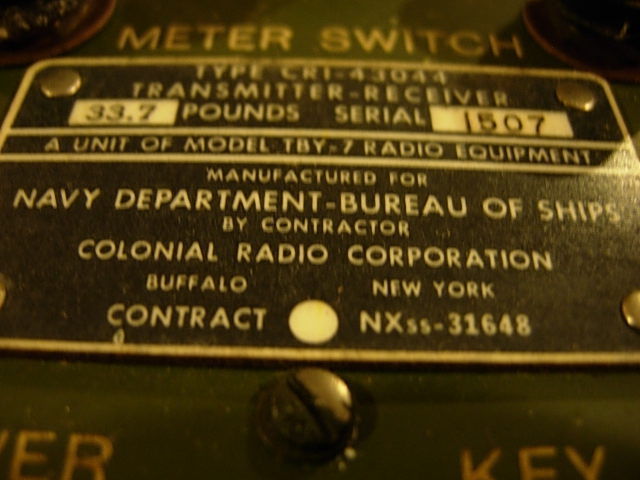 METER SWITCH
TYPE CRI-43044
TRANSMITTER-RECEIVER
33.7 POUNDS SERIAL 1507
A UNIT OF MODEL TBY-7 RADIO EQUIPMENT
MANUFACTURED FOR
NAVY DEPARTMENT-BUREAU OF SHIPS
BY CONTRACTOR
COLONIAL RADIO CORPORATION
BUFFALO NEW YORK
CONTRACT NXss-31648
VER KEY